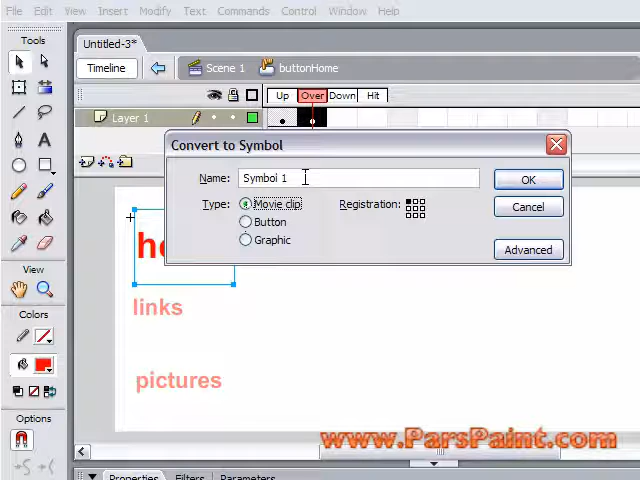 File Edit View Insert Modify Text Commands Control Window Help
Tools
Untitled-3*
Timeline
Scene 1
buttonHome
Up Over Down Hit
Layer 1
Convert to Symbol
Name: Symbol 1
OK
Type: Movie clip
Registration:
Cancel
Button
Graphic
Advanced
View
Colors
Options
links
pictures
www.ParsPaint.com
Properties Filters Parameters